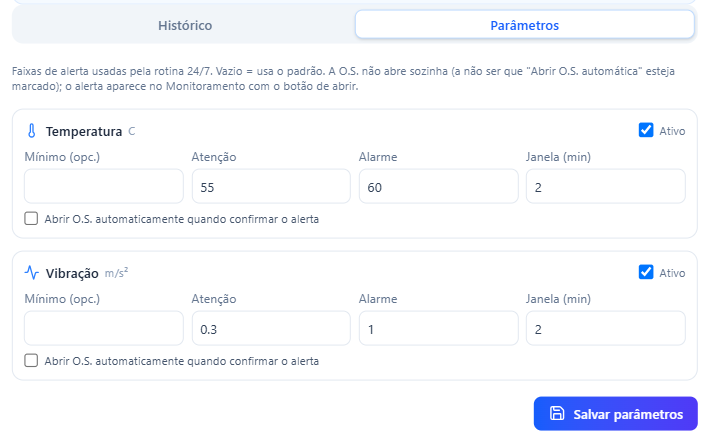 Histórico
Parâmetros
Faixas de alerta usadas pela rotina 24/7. Vazio = usa o padrão. A O.S. não abre sozinha (a não ser que "Abrir O.S. automática" esteja
marcado); o alerta aparece no Monitoramento com o botão de abrir.
Temperatura C
Ativo
Mínimo (opc.)
Atenção
Alarme
Janela (min)
55
60
2
Abrir O.S. automaticamente quando confirmar o alerta
Vibração m/s²
Ativo
Mínimo (opc.)
Atenção
Alarme
Janela (min)
0.3
1
2
Abrir O.S. automaticamente quando confirmar o alerta
Salvar parâmetros